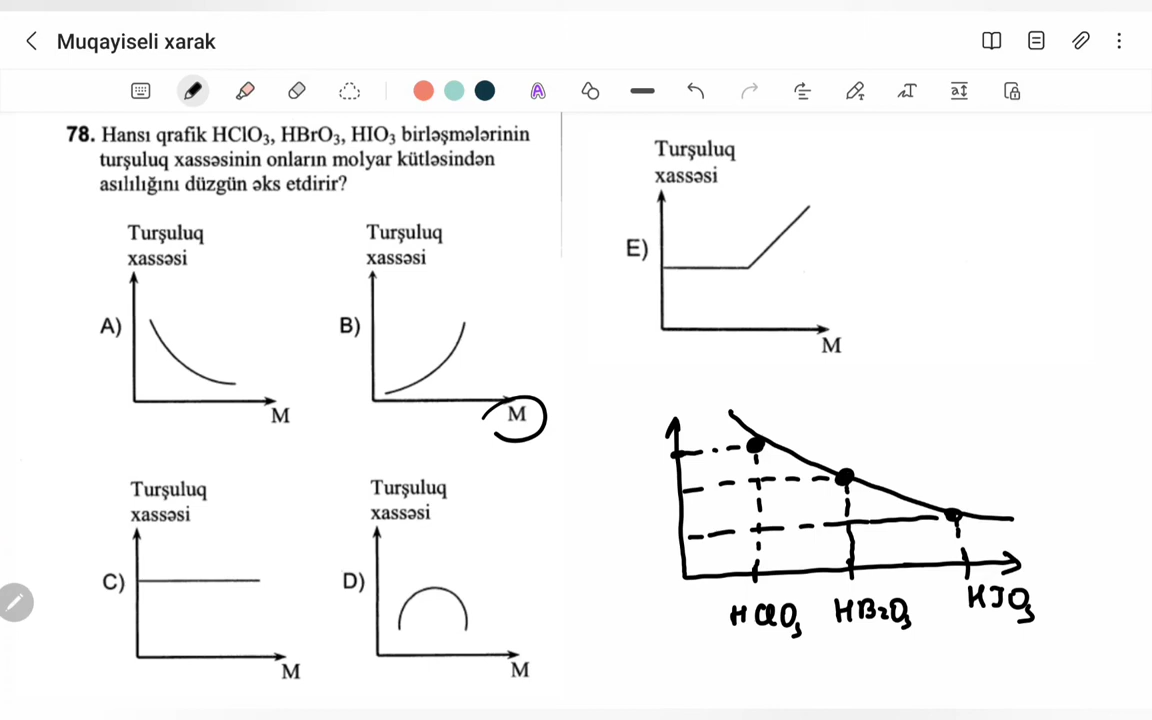 Muqayiseli xarak
78. Hansı qrafik HClO₃, HBrO₃, HIO₃ birləşmələrinin
turşuluq xassəsinin onların molyar kütləsindən
asılılığını düzgün əks etdirir?
Turşuluq
xassəsi
A)
M
Turşuluq
xassəsi
B)
M
Turşuluq
xassəsi
C)
M
Turşuluq
xassəsi
D)
M
Turşuluq
xassəsi
E)
M
HClO₃ HBrO₃ HJO₃